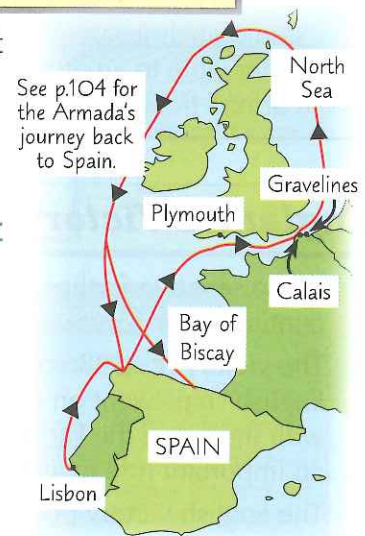 North
Sea
See p.104 for
the Armada's
journey back
to Spain.
Gravelines
Plymouth
Calais
Bay of
Biscay
SPAIN
Lisbon